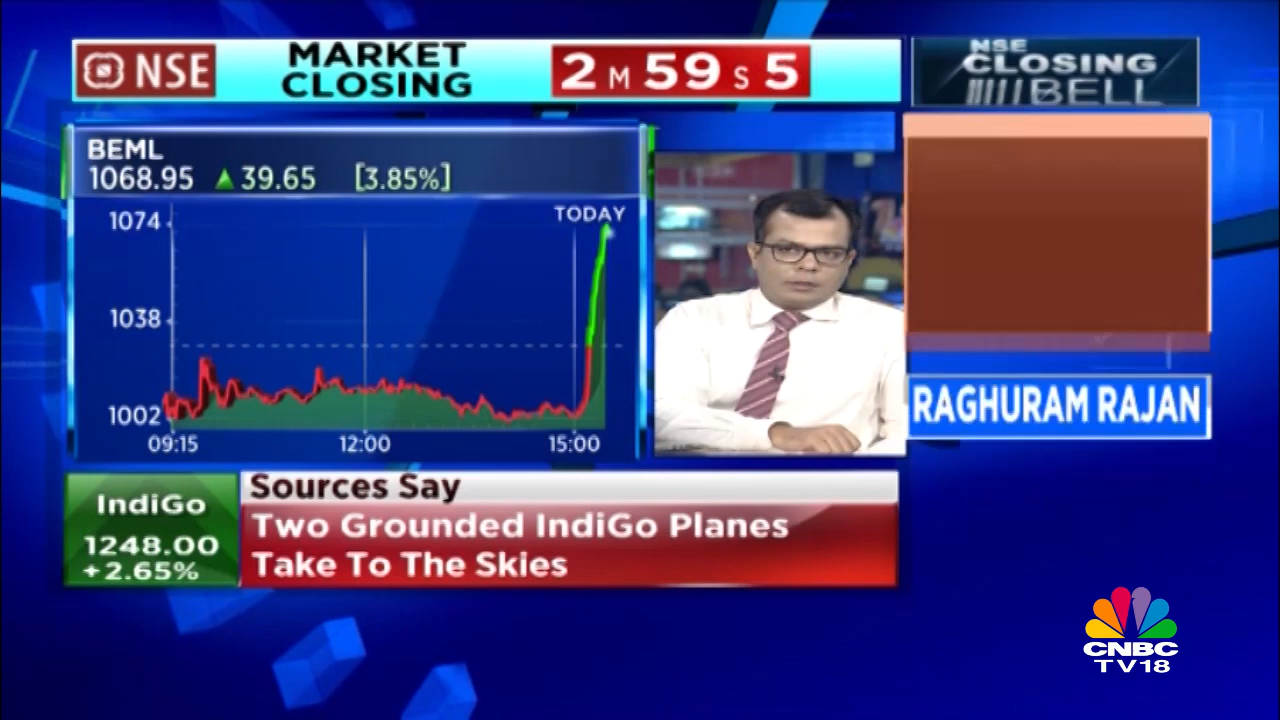 NSE
MARKET
CLOSING
2 M 59 S 5
NSE
CLOSING
BELL
BEML
1068.95 ▲ 39.65 [3.85%]
TODAY
1074
1038
1002
09:15 12:00 15:00
RAGHURAM RAJAN
IndiGo
1248.00
+2.65%
Sources Say
Two Grounded IndiGo Planes
Take To The Skies
CNBC
TV18